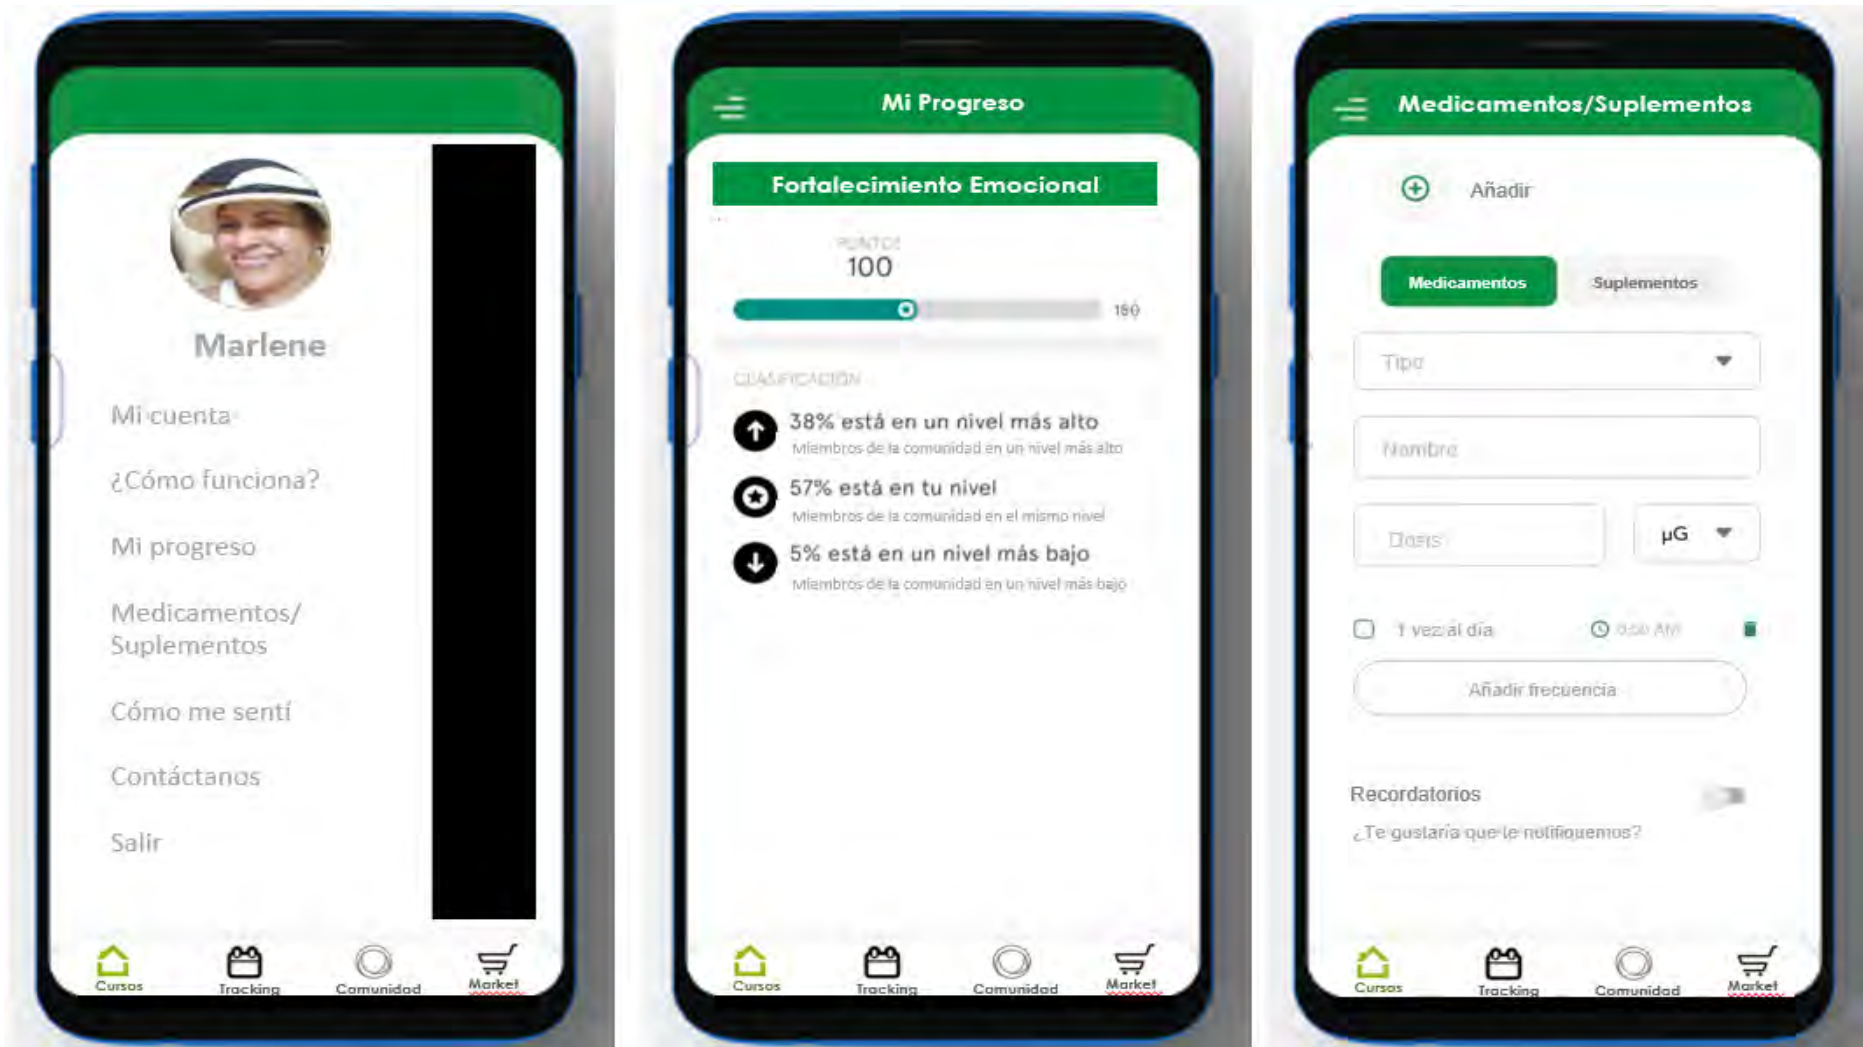 Marlene
Mi cuenta
¿Cómo funciona?
Mi progreso
Medicamentos/
Suplementos
Cómo me sentí
Contáctanos
Salir
Cursos
Tracking
Comunidad
Market
Mi Progreso
Fortalecimiento Emocional
PUNTOS
100
180
CLASIFICACIÓN
38% está en un nivel más alto
Miembros de la comunidad en un nivel más alto
57% está en tu nivel
Miembros de la comunidad en el mismo nivel
5% está en un nivel más bajo
Miembros de la comunidad en un nivel más bajo
Cursos
Tracking
Comunidad
Market
Medicamentos/Suplementos
Añadir
Medicamentos
Suplementos
Tipo
Nombre
Dosis
µG
1 vez al día
AM
Añadir frecuencia
Recordatorios
¿Te gustaría que te notifiquemos?
Cursos
Tracking
Comunidad
Market